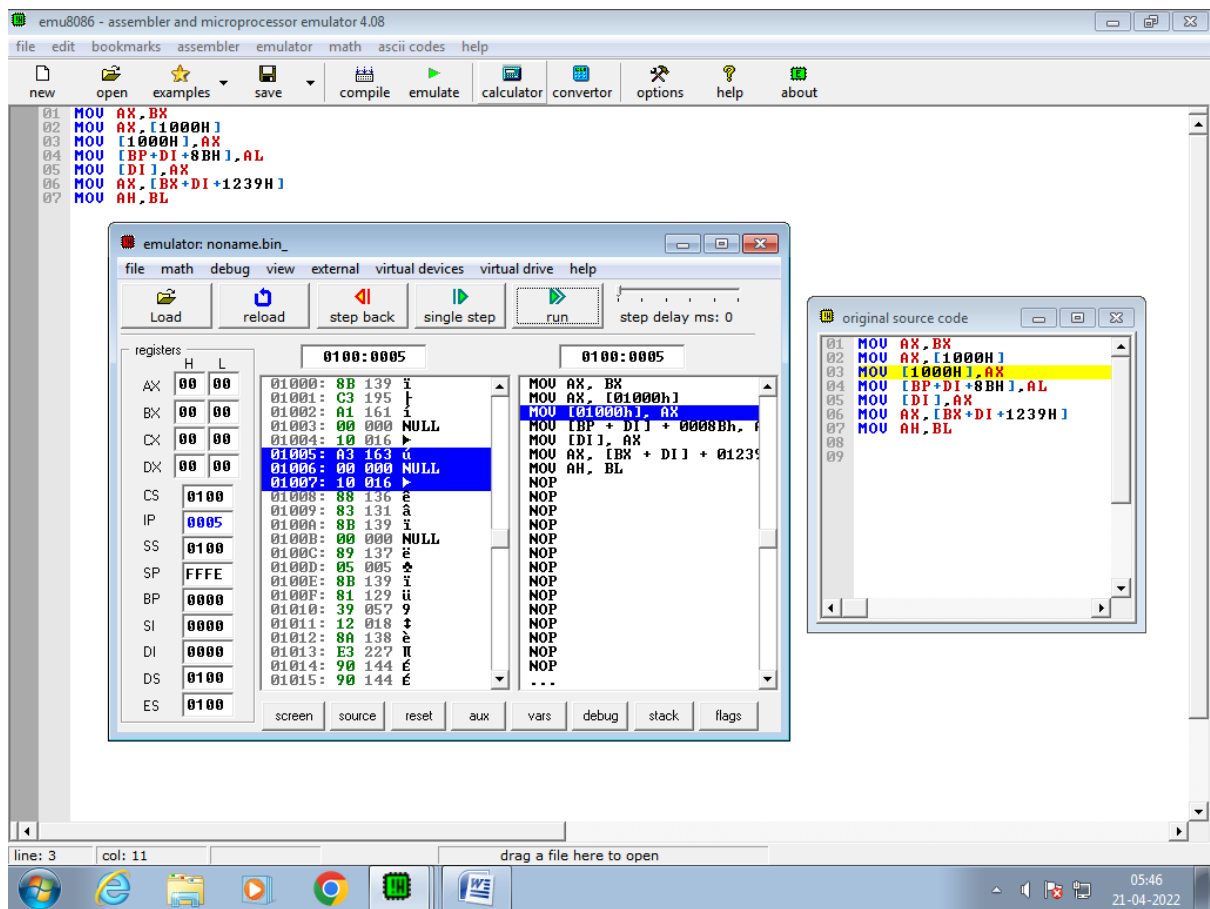 emu8086 - assembler and microprocessor emulator 4.08
file edit bookmarks assembler emulator math ascii codes help
new open examples save compile emulate calculator convertor options help about
01 MOV AX,BX
02 MOV AX,[1000H]
03 MOV [1000H],AX
04 MOV [BP+DI+8BH],AL
05 MOV [DI],AX
06 MOV AX,[BX+DI+1239H]
07 MOV AH,BL
emulator: noname.bin_
file math debug view external virtual devices virtual drive help
Load reload step back single step run step delay ms: 0
registers
H L
AX 00 00
BX 00 00
CX 00 00
DX 00 00
CS 0100
IP 0005
SS 0100
SP FFFE
BP 0000
SI 0000
DI 0000
DS 0100
ES 0100
0100:0005
01000: 8B 139 ï
01001: C3 195 ├
01002: A1 161 í
01003: 00 000 NULL
01004: 10 016 ►
01005: A3 163 ú
01006: 00 000 NULL
01007: 10 016 ►
01008: 88 136 ê
01009: 83 131 â
0100A: 8B 139 ï
0100B: 00 000 NULL
0100C: 89 137 ë
0100D: 05 005 ♣
0100E: 8B 139 ï
0100F: 81 129 ü
01010: 39 057 9
01011: 12 018 ↕
01012: 8A 138 è
01013: E3 227 π
01014: 90 144 É
01015: 90 144 É
0100:0005
MOV AX, BX
MOV AX, [01000h]
MOV [01000h], AX
MOV [BP + DI] + 0008Bh,
MOV [DI], AX
MOV AX, [BX + DI] + 01239
MOV AH, BL
NOP
NOP
NOP
NOP
NOP
NOP
NOP
NOP
NOP
NOP
NOP
NOP
NOP
NOP
...
screen source reset aux vars debug stack flags
original source code
01 MOV AX,BX
02 MOV AX,[1000H]
03 MOV [1000H],AX
04 MOV [BP+DI+8BH],AL
05 MOV [DI],AX
06 MOV AX,[BX+DI+1239H]
07 MOV AH,BL
08
09
line: 3 col: 11 drag a file here to open
05:46
21-04-2022